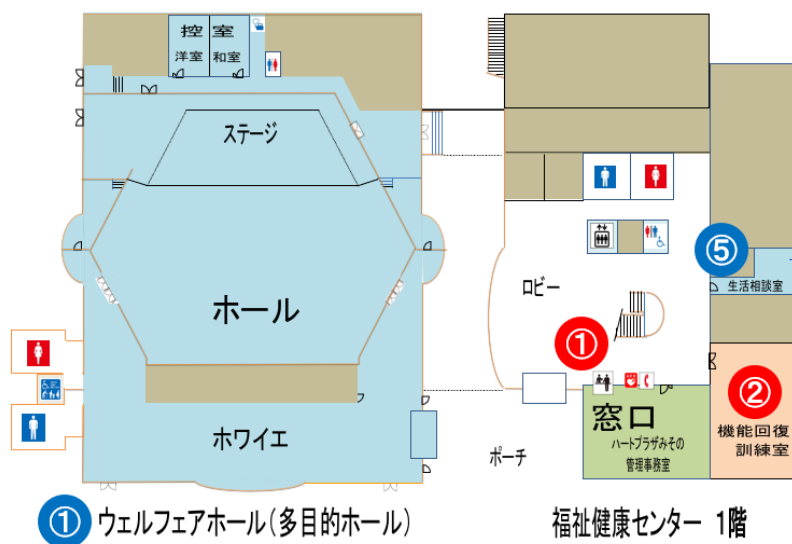 控 室
洋室 和室
ステージ
ホール
ホワイエ
① ウェルフェアホール(多目的ホール)
ロビー
⑤
生活相談室
①
②
機能回復
訓練室
窓口
ハートプラザみその
管理事務室
ポーチ
福祉健康センター 1階